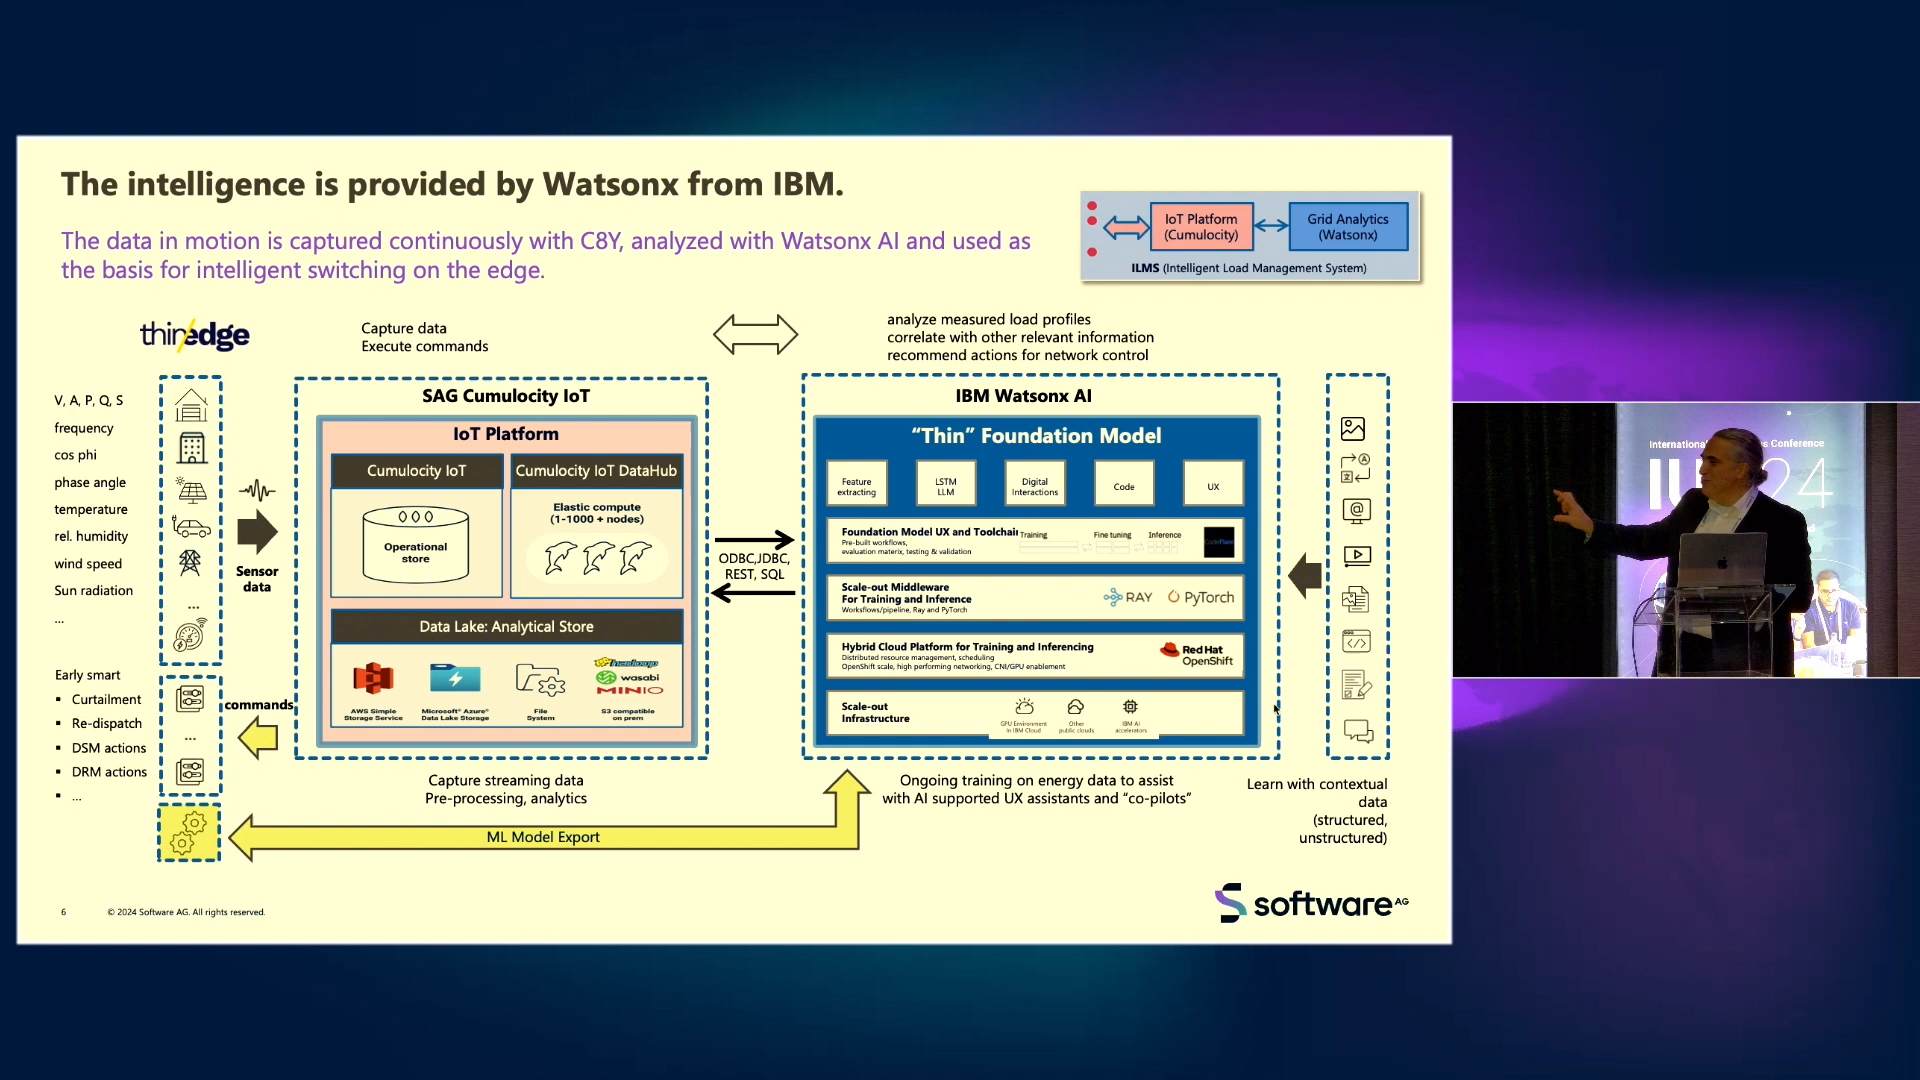 The intelligence is provided by Watsonx from IBM.
The data in motion is captured continuously with C8Y, analyzed with Watsonx AI and used as
the basis for intelligent switching on the edge.
IoT Platform
(Cumulocity)
Grid Analytics
(Watsonx)
ILMS (Intelligent Load Management System)
thin/edge
Capture data
Execute commands
analyze measured load profiles
correlate with other relevant information
recommend actions for network control
V, A, P, Q, S
frequency
cos phi
phase angle
temperature
rel. humidity
wind speed
Sun radiation
...
...
Sensor
data
Early smart
▪ Curtailment
▪ Re-dispatch
▪ DSM actions
▪ DRM actions
▪ ...
...
commands
SAG Cumulocity IoT
IoT Platform
Cumulocity IoT
Operational
store
Cumulocity IoT DataHub
Elastic compute
(1-1000 + nodes)
Data Lake: Analytical Store
AWS Simple
Storage Service
Microsoft® Azure®
Data Lake Storage
File
System
hadoop
wasabi
MINIO
S3 compatible
on prem
ODBC,JDBC,
REST, SQL
IBM Watsonx AI
“Thin” Foundation Model
Feature
extracting
LSTM
LLM
Digital
Interactions
Code
UX
Foundation Model UX and Toolchain
Pre-built workflows,
evaluation matrix, testing & validation
Training
Fine tuning
Inference
CodeFlare
Scale-out Middleware
For Training and Inference
Worksflows/pipeline, Ray and PyTorch
RAY
PyTorch
Hybrid Cloud Platform for Training and Inferencing
Distributed resource management, scheduling
OpenShift scale, high performing networking, CNI/GPU enablement
Red Hat
OpenShift
Scale-out
Infrastructure
GPU Environment
in IBM Cloud
Other
public clouds
IBM AI
accelerators
Capture streaming data
Pre-processing, analytics
Ongoing training on energy data to assist
with AI supported UX assistants and “co-pilots”
Learn with contextual
data
(structured,
unstructured)
ML Model Export
6
© 2024 Software AG. All rights reserved.
software AG
International
Conference
24